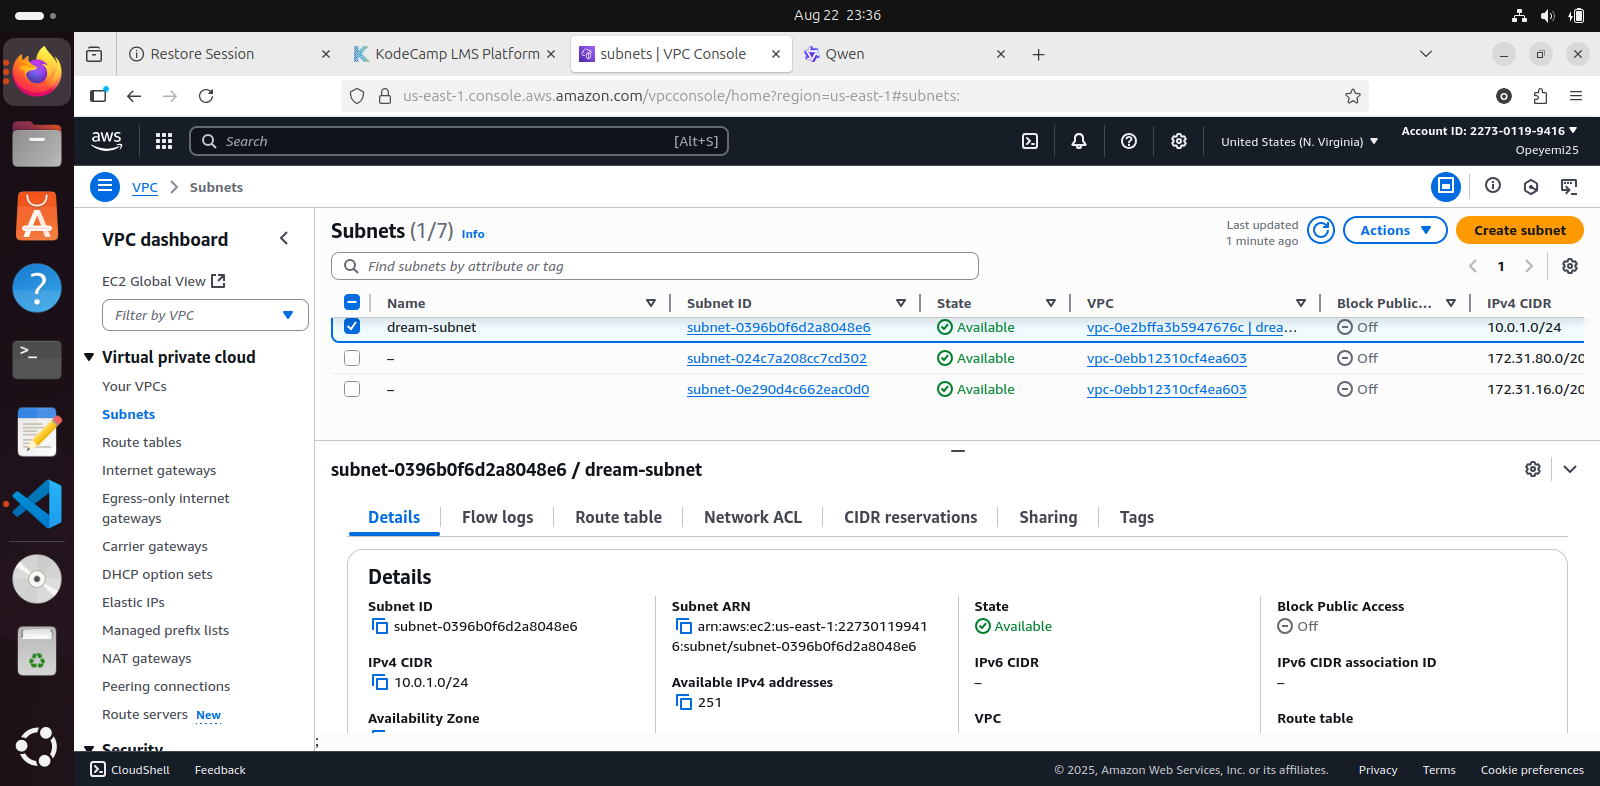 Aug 22 23:36
Restore Session
KodeCamp LMS Platform
subnets | VPC Console
Qwen
us-east-1.console.aws.amazon.com/vpcconsole/home?region=us-east-1#subnets:
aws
Search
[Alt+S]
United States (N. Virginia)
Account ID: 2273-0119-9416
Opeyemi25
VPC
Subnets
VPC dashboard
EC2 Global View
Filter by VPC
Virtual private cloud
Your VPCs
Subnets
Route tables
Internet gateways
Egress-only internet
gateways
Carrier gateways
DHCP option sets
Elastic IPs
Managed prefix lists
NAT gateways
Peering connections
Route servers New
Security
Subnets (1/7) Info
Last updated
1 minute ago
Actions
Create subnet
Find subnets by attribute or tag
1
Name Subnet ID State VPC Block Public... IPv4 CIDR
dream-subnet subnet-0396b0f6d2a8048e6 Available vpc-0e2bffa3b5947676c | drea... Off 10.0.1.0/24
– subnet-024c7a208cc7cd302 Available vpc-0ebb12310cf4ea603 Off 172.31.80.0/20
– subnet-0e290d4c662eac0d0 Available vpc-0ebb12310cf4ea603 Off 172.31.16.0/20
subnet-0396b0f6d2a8048e6 / dream-subnet
Details Flow logs Route table Network ACL CIDR reservations Sharing Tags
Details
Subnet ID
subnet-0396b0f6d2a8048e6
IPv4 CIDR
10.0.1.0/24
Availability Zone
Subnet ARN
arn:aws:ec2:us-east-1:22730119941
6:subnet/subnet-0396b0f6d2a8048e6
Available IPv4 addresses
251
State
Available
IPv6 CIDR
–
VPC
Block Public Access
Off
IPv6 CIDR association ID
–
Route table
;
CloudShell
Feedback
© 2025, Amazon Web Services, Inc. or its affiliates.
Privacy
Terms
Cookie preferences